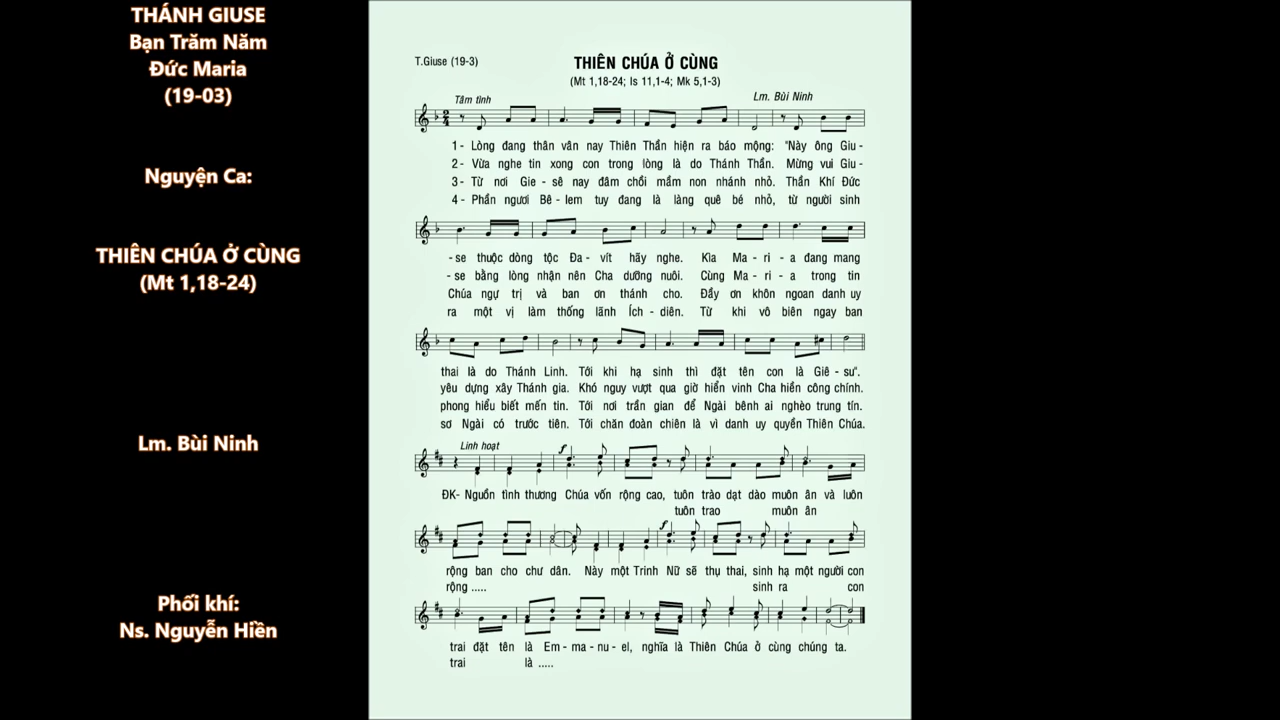 THÁNH GIUSE
Bạn Trăm Năm
Đức Maria
(19-03)
Nguyện Ca:
THIÊN CHÚA Ở CÙNG
(Mt 1,18-24)
Lm. Bùi Ninh
Phối khí:
Ns. Nguyễn Hiền
T.Giuse (19-3)
THIÊN CHÚA Ở CÙNG
(Mt 1,18-24; Is 11,1-4; Mk 5,1-3)
Tâm tình
Lm. Bùi Ninh
1- Lòng đang thân vân nay Thiên Thần hiện ra báo mộng: "Này ông Giu-
2- Vừa nghe tin xong con trong lòng là do Thánh Thần. Mừng vui Giu-
3- Từ nơi Gie - sê nay đâm chồi mầm non nhánh nhỏ. Thần Khí Đức
4- Phần ngươi Bê - lem tuy đang là làng quê bé nhỏ, từ người sinh
-se thuộc dòng tộc Đa - vít hãy nghe. Kìa Ma - ri - a đang mang
-se bằng lòng nhận nên Cha dưỡng nuôi. Cùng Ma - ri - a trong tin
Chúa ngự trị và ban ơn thánh cho. Đầy ơn khôn ngoan danh uy
ra một vị làm thống lãnh Ích - diên. Từ khi vô biên ngay ban
thai là do Thánh Linh. Tới khi hạ sinh thì đặt tên con là Giê - su".
yêu dựng xây Thánh gia. Khó nguy vượt qua giờ hiển vinh Cha hiền công chính.
phong hiểu biết mến tin. Tới nơi trần gian để Ngài bênh ai nghèo trung tín.
sơ Ngài có trước tiên. Tới chăn đoàn chiên là vì danh uy quyền Thiên Chúa.
Linh hoạt
f
ĐK- Nguồn tình thương Chúa vốn rộng cao, tuôn trào dạt dào muôn ân và luôn
tuôn trao muôn ân
f
rộng ban cho chư dân. Này một Trinh Nữ sẽ thụ thai, sinh hạ một người con
rộng ..... sinh ra con
trai đặt tên là Em - ma - nu - el, nghĩa là Thiên Chúa ở cùng chúng ta.
trai là .....